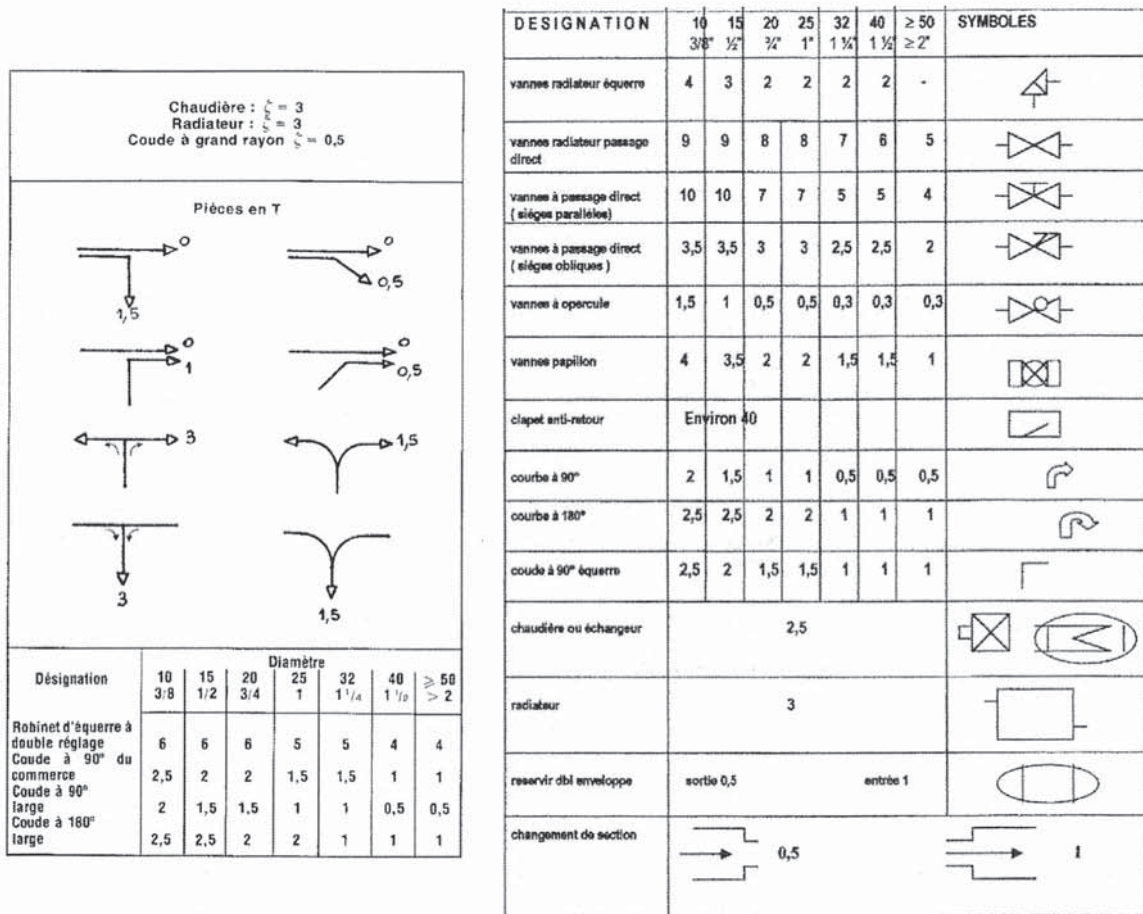 Chaudière : ξ = 3
Radiateur : ξ = 3
Coude à grand rayon ξ = 0,5
Pièces en T
0
0
1,5
0,5
0
0
1
0,5
3
1,5
3
1,5
Désignation Diamètre
10 15 20 25 32 40 ⩾ 50
3/8 1/2 3/4 1 1 1/4 1 1/2 > 2
Robinet d'équerre à
double réglage 6 6 6 5 5 4 4
Coude à 90° du
commerce 2,5 2 2 1,5 1,5 1 1
Coude à 90°
large 2 1,5 1,5 1 1 0,5 0,5
Coude à 180°
large 2,5 2,5 2 2 1 1 1
DESIGNATION 10 15 20 25 32 40 ≥ 50 SYMBOLES
3/8" ½" ¾" 1" 1 ¼" 1 ½" ≥ 2"
vannes radiateur équerre 4 3 2 2 2 2 -
vannes radiateur passage 9 9 8 8 7 6 5
direct
vannes à passage direct 10 10 7 7 5 5 4
( sièges parallèles)
vannes à passage direct 3,5 3,5 3 3 2,5 2,5 2
( sièges obliques )
vannes à opercule 1,5 1 0,5 0,5 0,3 0,3 0,3
vannes papillon 4 3,5 2 2 1,5 1,5 1
clapet anti-retour Environ 40
courbe à 90° 2 1,5 1 1 0,5 0,5 0,5
courbe à 180° 2,5 2,5 2 2 1 1 1
coude à 90° équerre 2,5 2 1,5 1,5 1 1 1
chaudière ou échangeur 2,5
radiateur 3
reservir dbl enveloppe sortie 0,5 entrée 1
changement de section 0,5 1